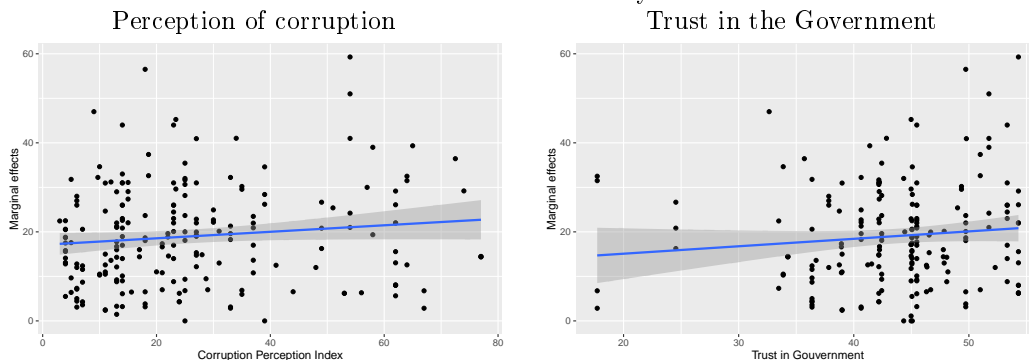 Perception of corruption
Trust in the Government
60
40
20
0
Marginal effects
0
20
40
60
80
Corruption Perception Index
60
40
20
0
Marginal effects
20
30
40
50
Trust in Gouvernment